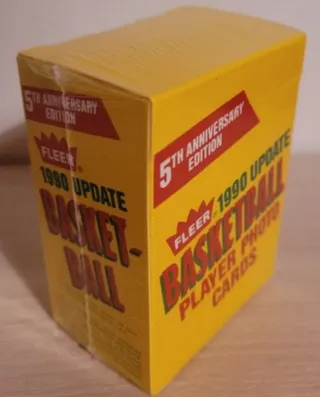 5TH ANNIVERSARY
EDITION
FLEER®
1990 UPDATE
BASKET-
BALL
5TH ANNIVERSARY
EDITION
FLEER®
1990 UPDATE
BASKETBALL
PLAYER PHOTO
CARDS